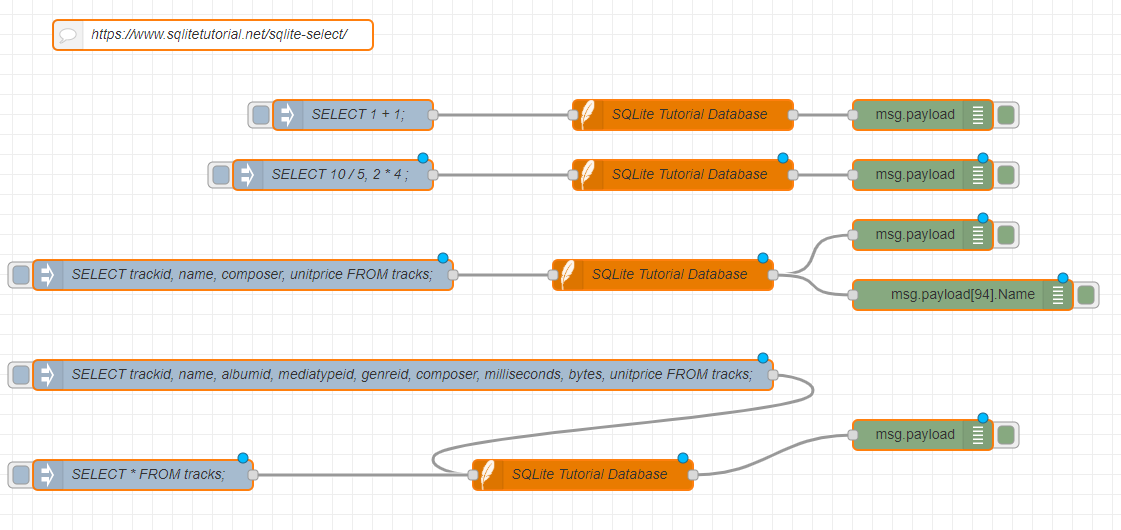 https://www.sqlitetutorial.net/sqlite-select/
SELECT 1 + 1;
SQLite Tutorial Database
msg.payload
SELECT 10 / 5, 2 * 4 ;
SQLite Tutorial Database
msg.payload
msg.payload
SELECT trackid, name, composer, unitprice FROM tracks;
SQLite Tutorial Database
msg.payload[94].Name
SELECT trackid, name, albumid, mediatypeid, genreid, composer, milliseconds, bytes, unitprice FROM tracks;
msg.payload
SELECT * FROM tracks;
SQLite Tutorial Database